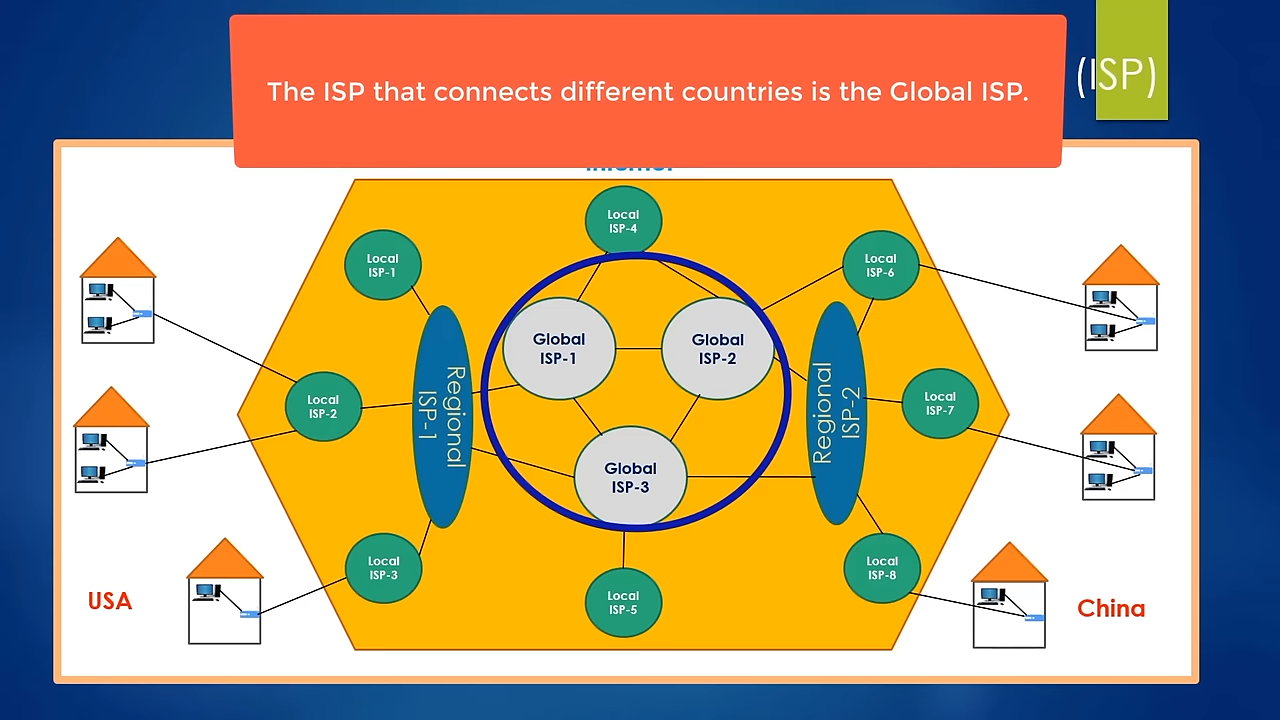 The ISP that connects different countries is the Global ISP.
(ISP)
Local
ISP-4
Local
ISP-1
Local
ISP-6
Global
ISP-1
Global
ISP-2
Local
ISP-2
Regional
ISP-1
Regional
ISP-2
Local
ISP-7
Global
ISP-3
Local
ISP-3
Local
ISP-8
Local
ISP-5
USA
China